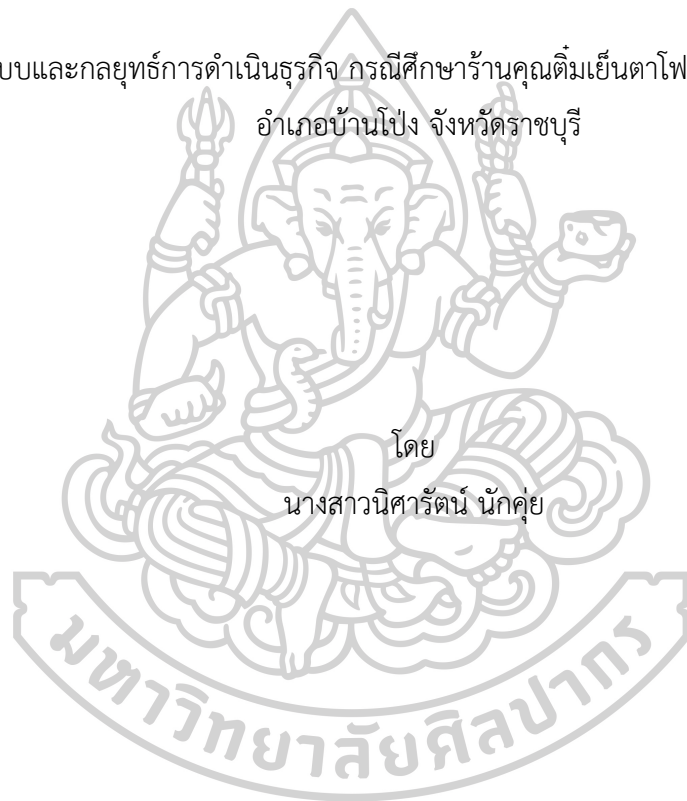 บบและกลยุทธ์การดำเนินธุรกิจ กรณีศึกษาร้านคุณติ๋มเย็นตาโฟ
อำเภอบ้านโป่ง จังหวัดราชบุรี
โดย
นางสาวนิศารัตน์ นักคุ่ย
มหาวิทยาลัยศิลปากร